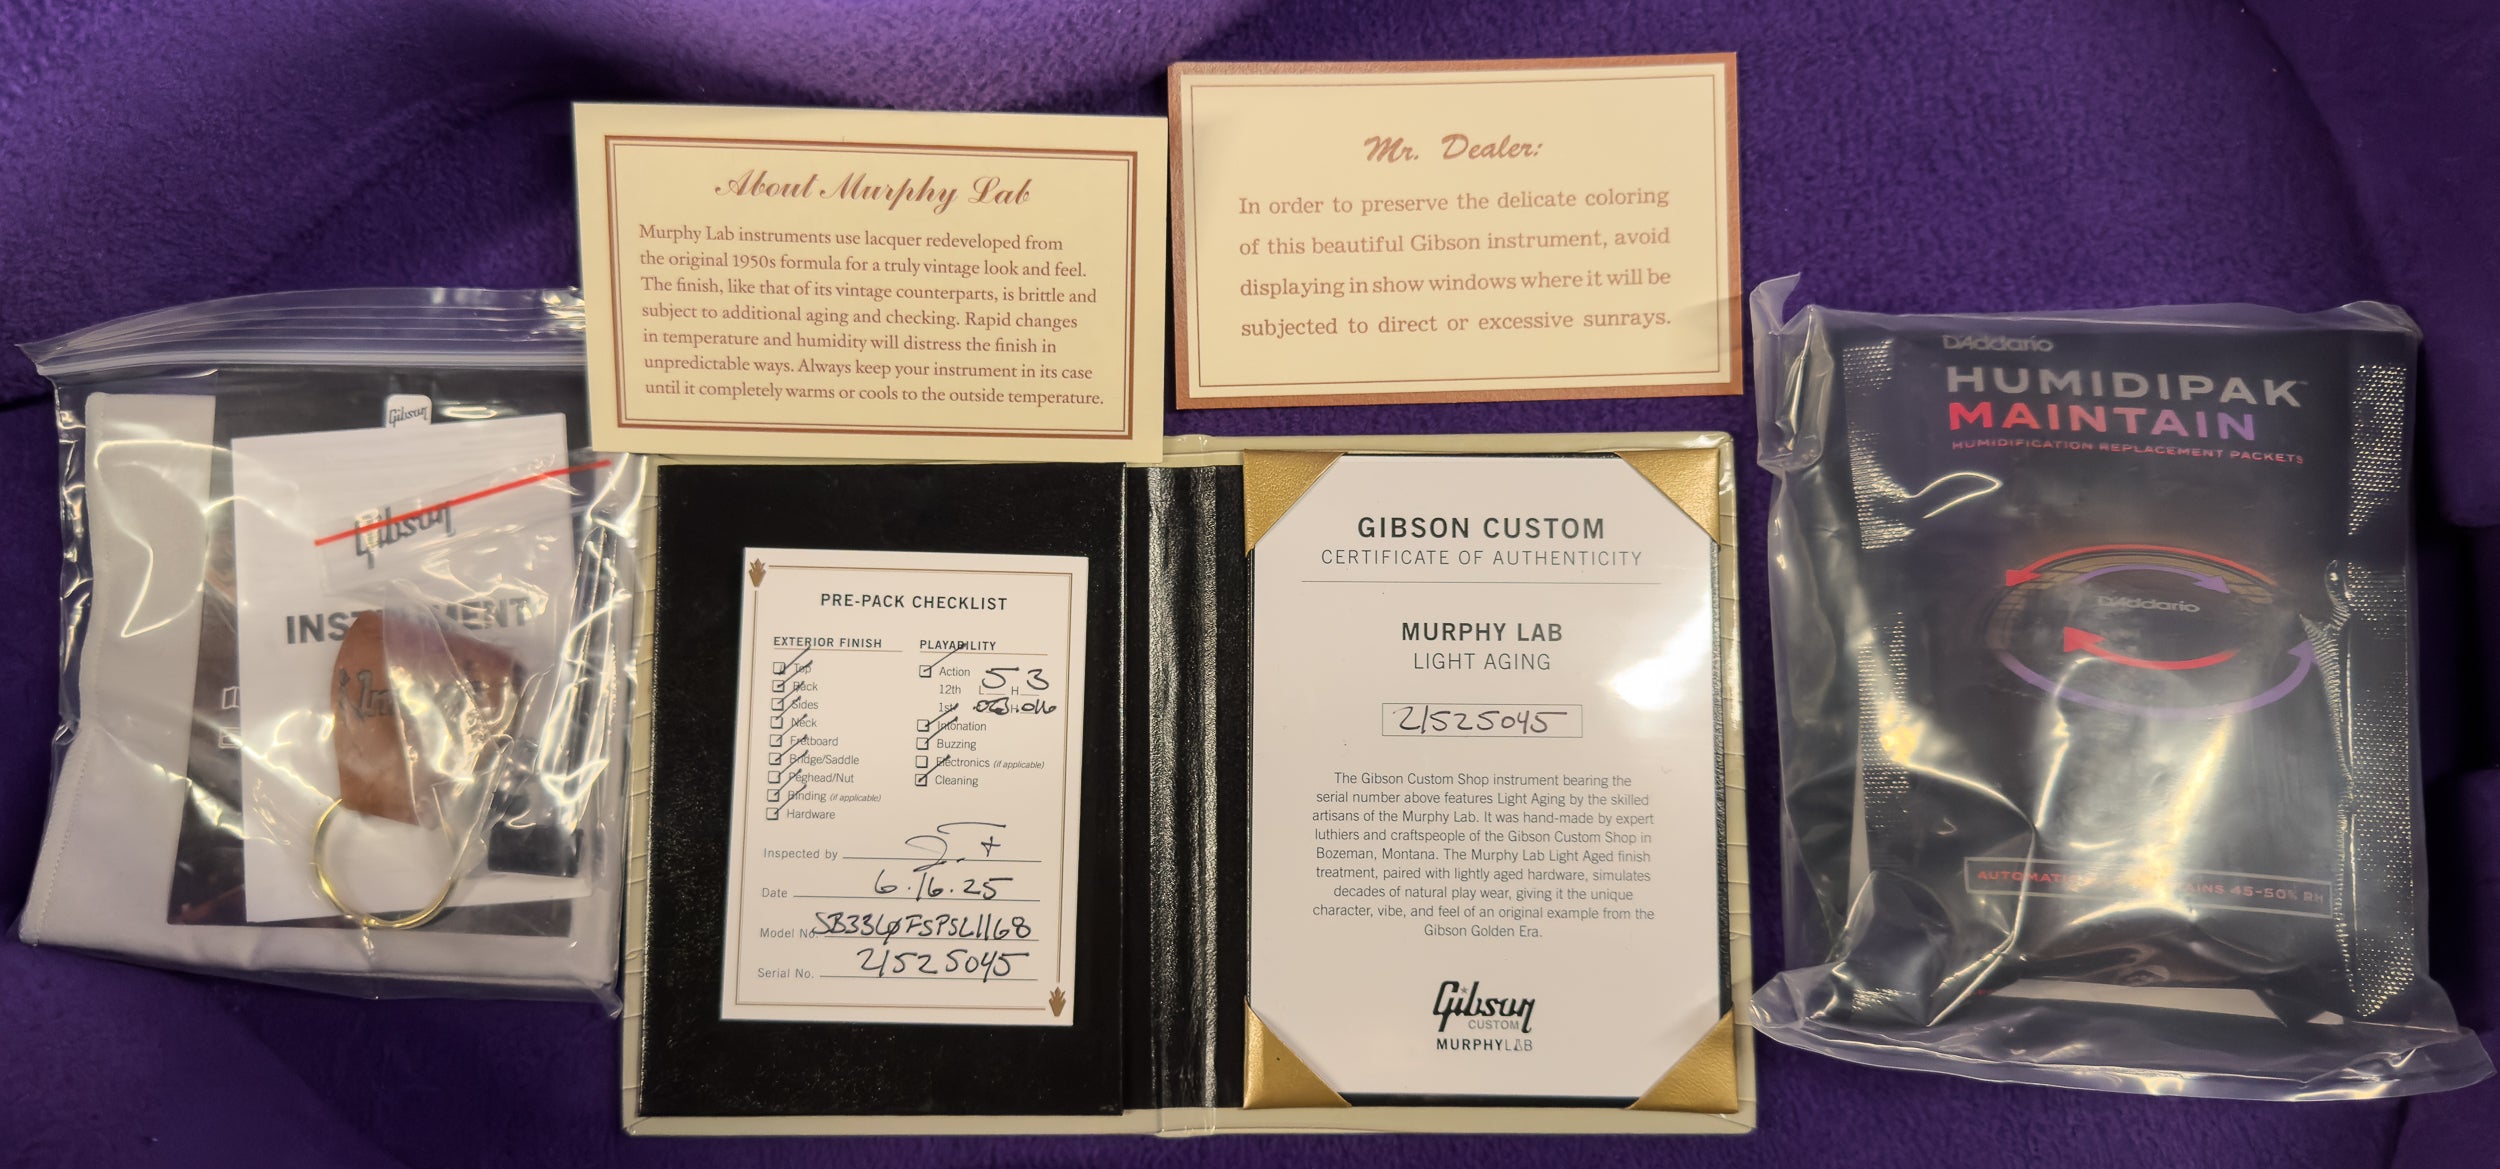 About Murphy Lab
Murphy Lab instruments use lacquer redeveloped from
the original 1950s formula for a truly vintage look and feel.
The finish, like that of its vintage counterparts, is brittle and
subject to additional aging and checking. Rapid changes
in temperature and humidity will distress the finish in
unpredictable ways. Always keep your instrument in its case
until it completely warms or cools to the outside temperature.
Mr. Dealer:
In order to preserve the delicate coloring
of this beautiful Gibson instrument, avoid
displaying in show windows where it will be
subjected to direct or excessive sunrays.
Gibson
Gibson
PRE-PACK CHECKLIST
EXTERIOR FINISH
Top
Back
Sides
Neck
Fretboard
Bridge/Saddle
Peghead/Nut
Binding (if applicable)
Hardware
PLAYABILITY
Action
12th L 5 H 3
1st H .016
Intonation
Buzzing
Electronics (if applicable)
Cleaning
Inspected by
Date 6.16.25
Model No.
Serial No. 21525045
GIBSON CUSTOM
CERTIFICATE OF AUTHENTICITY
MURPHY LAB
LIGHT AGING
21525045
The Gibson Custom Shop instrument bearing the
serial number above features Light Aging by the skilled
artisans of the Murphy Lab. It was hand-made by expert
luthiers and craftspeople of the Gibson Custom Shop in
Bozeman, Montana. The Murphy Lab Light Aged finish
treatment, paired with lightly aged hardware, simulates
decades of natural play wear, giving it the unique
character, vibe, and feel of an original example from the
Gibson Golden Era.
Gibson
CUSTOM
MURPHYLAB
D'Addario
HUMIDIPAK
MAINTAIN
HUMIDIFICATION REPLACEMENT PACKETS
D'Addario
45-50% RH